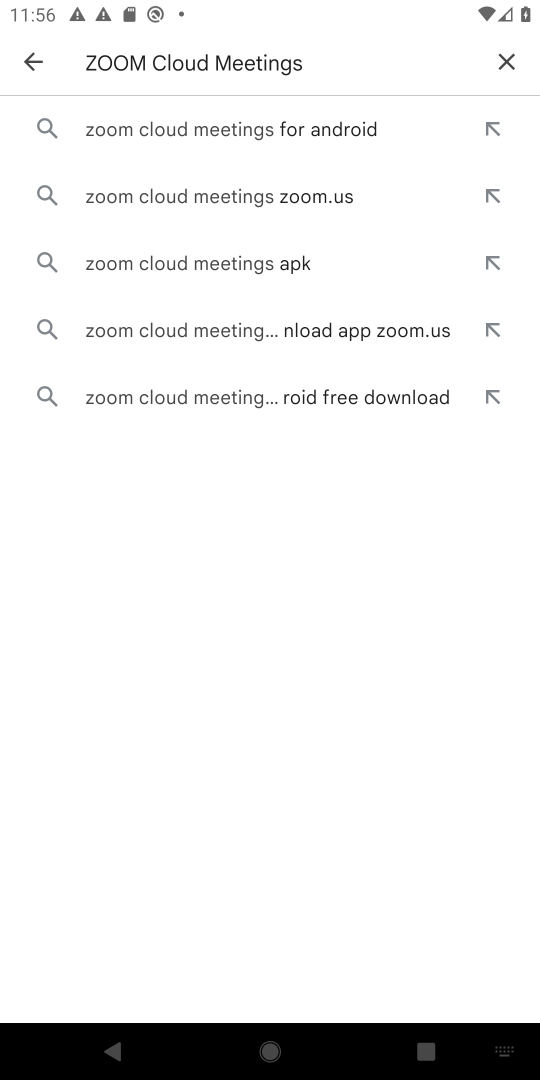 11:56
ZOOM Cloud Meetings
zoom cloud meetings for android
zoom cloud meetings zoom.us
zoom cloud meetings apk
zoom cloud meeting... nload app zoom.us
zoom cloud meeting... roid free download